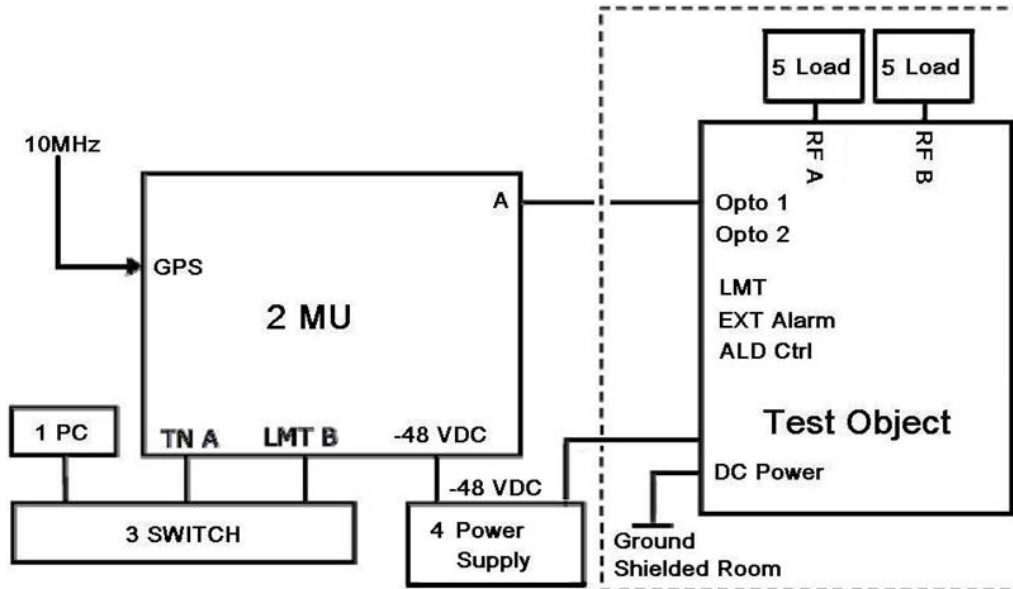 5 Load
5 Load
RF A
RF B
10MHz
A
Opto 1
Opto 2
GPS
LMT
EXT Alarm
ALD Ctrl
2 MU
Test Object
1 PC
TN A
LMT B
-48 VDC
DC Power
-48 VDC
3 SWITCH
4 Power
Supply
Ground
Shielded Room